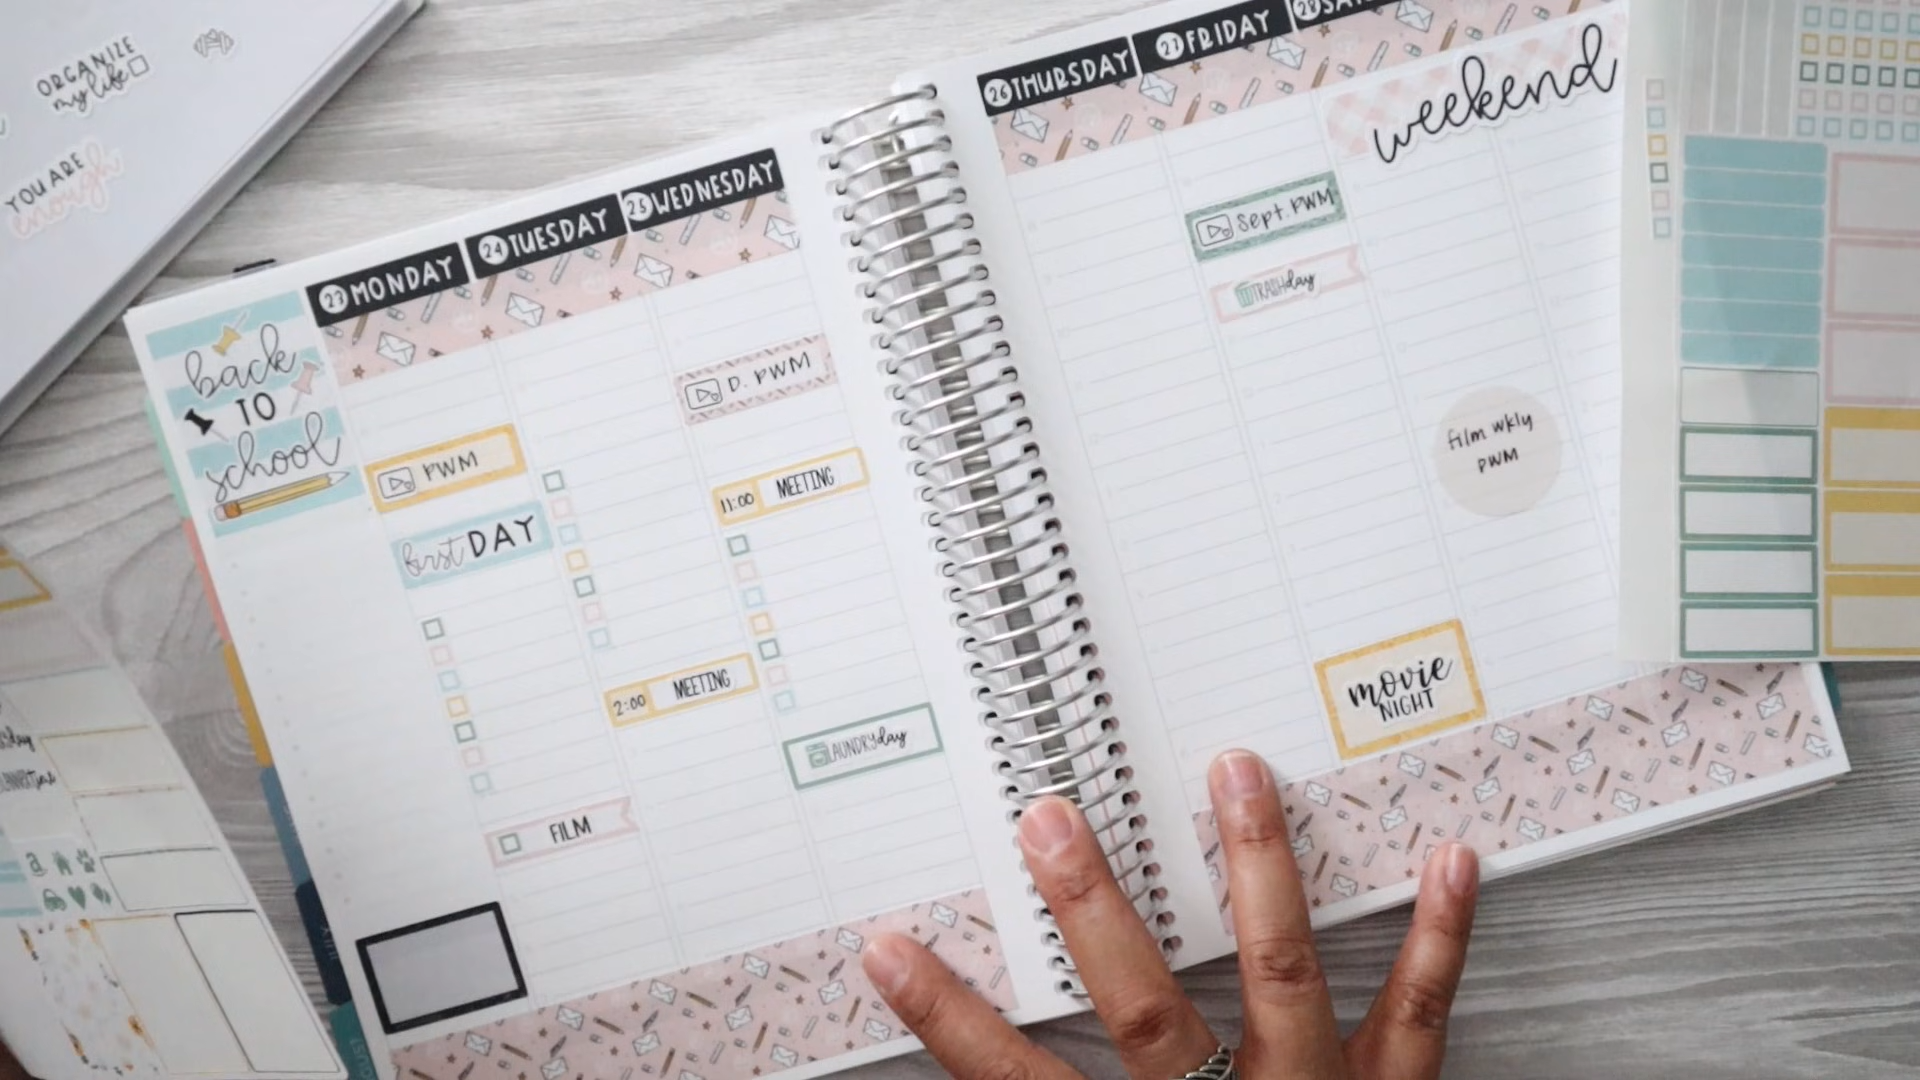 ORGANIZE
my life
YOU ARE
enough
back
TO
school
23 MONDAY
24 TUESDAY
25 WEDNESDAY
PWM
first DAY
FILM
2:00 MEETING
D. PWM
11:00 MEETING
LAUNDRY day
26 THURSDAY
27 FRIDAY
28 SA
weekend
Sept. PWM
TRASH day
film wkly
PWM
movie
NIGHT